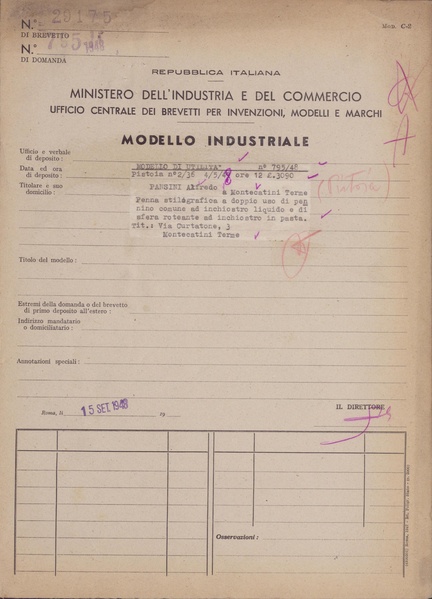 N.° 29175
Mod. C-8
DI BREVETTO
N.° 795 1948
DI DOMANDA
REPUBBLICA ITALIANA
MINISTERO DELL'INDUSTRIA E DEL COMMERCIO
UFFICIO CENTRALE DEI BREVETTI PER INVENZIONI, MODELLI E MARCHI
MODELLO INDUSTRIALE
Ufficio e verbale
di deposito:
MODELLO DI UTILITA' n° 795/48
Data ed ora
di deposito:
Pistoia n°2/36 4/5/48 ore 12 £.3090
Titolare e suo
domicilio:
PANSINI Alfredo
a Montecatini Terme
(Pistoia)
Penna stilografica a doppio uso di pen
nino comune ad inchiostro liquido e di
sfera roteante ad inchiostro in pasta.
Tit.: Via Curtatone, 3
Montecatini Terme
Titolo del modello:
Estremi della domanda o del brevetto
di primo deposito all'estero:
Indirizzo mandatario
o domiciliatario:
Annotazioni speciali:
Roma, lì 15 SET. 1948 19
IL DIRETTORE
Osservazioni: